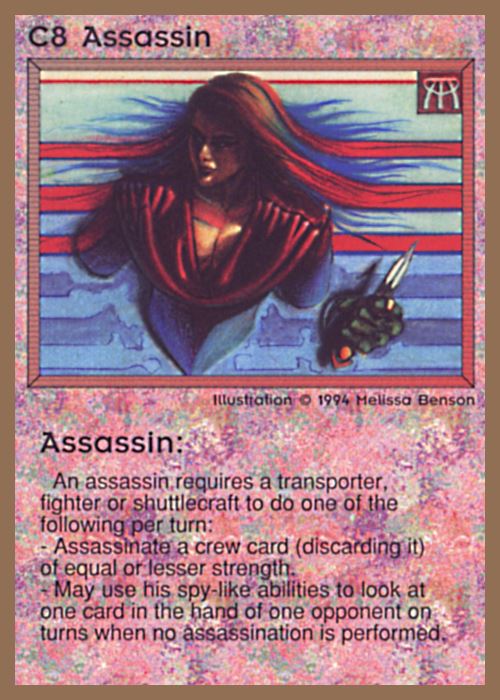 C8 Assassin
Illustration © 1994 Melissa Benson
Assassin:
An assassin requires a transporter,
fighter or shuttlecraft to do one of the
following per turn:
- Assassinate a crew card (discarding it)
of equal or lesser strength.
- May use his spy-like abilities to look at
one card in the hand of one opponent on
turns when no assassination is performed.